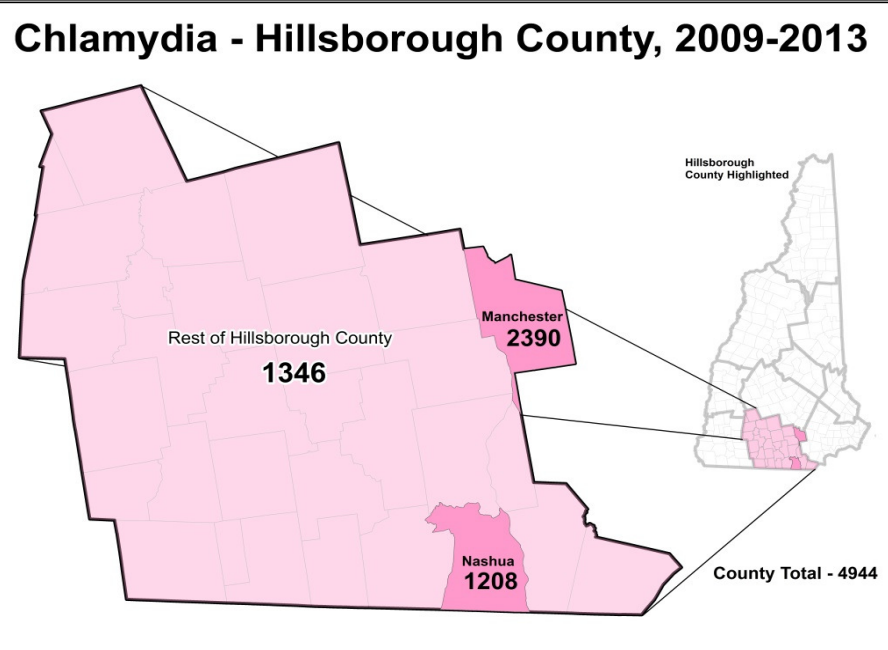 Chlamydia - Hillsborough County, 2009-2013
Hillsborough
County Highlighted
Manchester
2390
Rest of Hillsborough County
1346
Nashua
1208
County Total - 4944